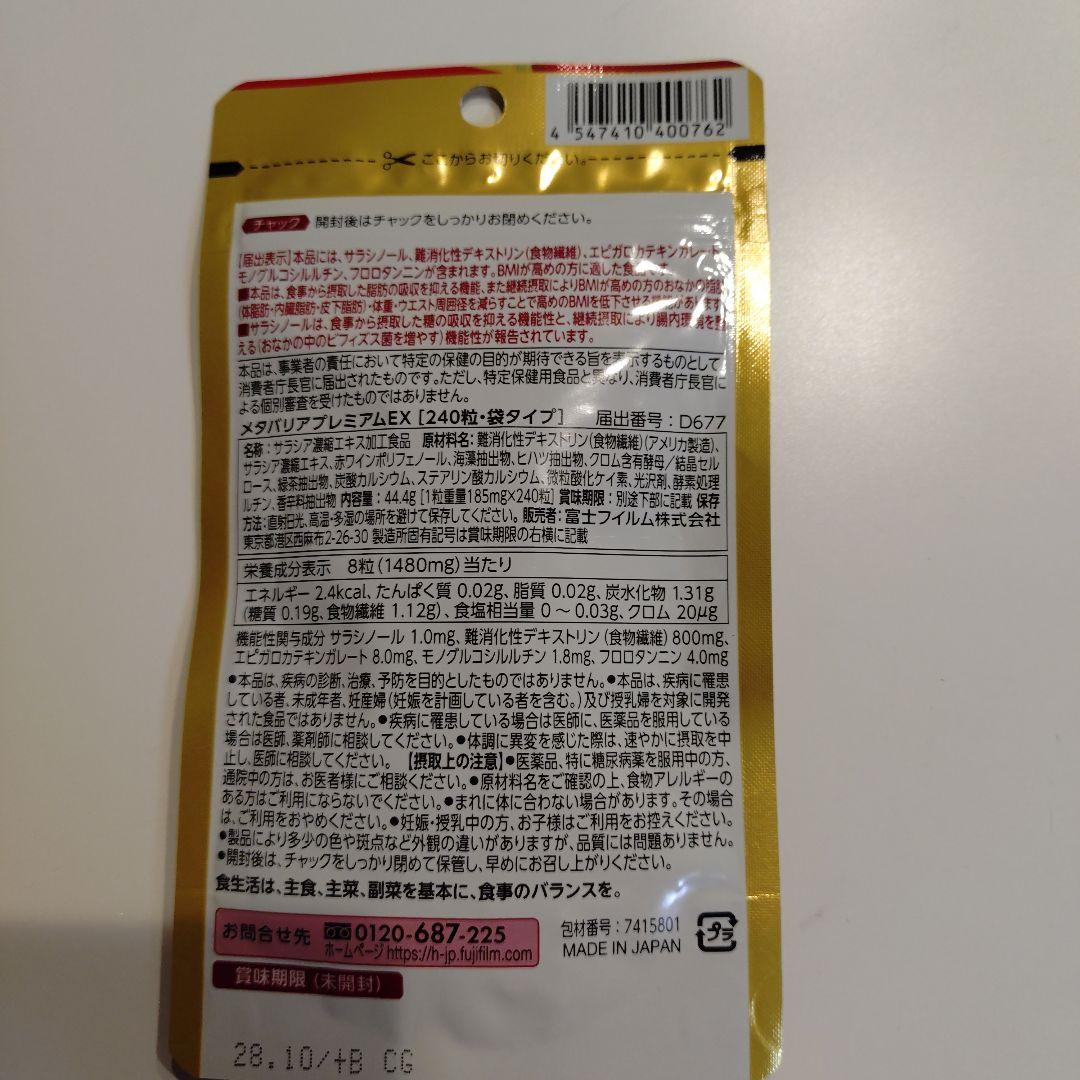 4 547410 400762
ここからお切りください。
チャック 開封後はチャックをしっかりお閉めください。
【届出表示】本品には、サラシノール、難消化性デキストリン(食物繊維)、エピガロカテキンガレート、
モノグルコシルルチン、フロロタンニンが含まれます。BMIが高めの方に適した食品です。
■本品は、食事から摂取した脂肪の吸収を抑える機能、また継続摂取によりBMIが高めの方のおなかの脂肪
(体脂肪・内臓脂肪・皮下脂肪)・体重・ウエスト周囲径を減らすことで高めのBMIを低下させる機能があります。
■サラシノールは、食事から摂取した糖の吸収を抑える機能性と、継続摂取により腸内環境を整
える(おなかの中のビフィズス菌を増やす)機能性が報告されています。
本品は、事業者の責任において特定の保健の目的が期待できる旨を表示するものとして、
消費者庁長官に届出されたものです。ただし、特定保健用食品と異なり、消費者庁長官に
よる個別審査を受けたものではありません。
メタバリアプレミアムEX [240粒・袋タイプ] 届出番号:D677
名称:サラシア濃縮エキス加工食品 原材料名:難消化性デキストリン(食物繊維)(アメリカ製造)、
サラシア濃縮エキス、赤ワインポリフェノール、海藻抽出物、ヒハツ抽出物、クロム含有酵母/結晶セル
ロース、緑茶抽出物、炭酸カルシウム、ステアリン酸カルシウム、微粒酸化ケイ素、光沢剤、酵素処理
ルチン、香辛料抽出物 内容量:44.4g [1粒重量185mg×240粒] 賞味期限:別途下部に記載 保存
方法:直射日光、高温・多湿の場所を避けて保存してください。 販売者:富士フイルム株式会社
東京都港区西麻布2-26-30 製造所固有記号は賞味期限の右横に記載
栄養成分表示 8粒(1480mg)当たり
エネルギー 2.4kcal、たんぱく質 0.02g、脂質 0.02g、炭水化物 1.31g
(糖質 0.19g、食物繊維 1.12g)、食塩相当量 0 ~ 0.03g、クロム 20μg
機能性関与成分 サラシノール 1.0mg、難消化性デキストリン(食物繊維) 800mg、
エピガロカテキンガレート 8.0mg、モノグルコシルルチン 1.8mg、フロロタンニン 4.0mg
●本品は、疾病の診断、治療、予防を目的としたものではありません。●本品は、疾病に罹患
している者、未成年者、妊産婦(妊娠を計画している者を含む。)及び授乳婦を対象に開発
された食品ではありません。●疾病に罹患している場合は医師に、医薬品を服用している
場合は医師、薬剤師に相談してください。●体調に異変を感じた際は、速やかに摂取を中
止し、医師に相談してください。【摂取上の注意】●医薬品、特に糖尿病薬を服用中の方、
通院中の方は、お医者様にご相談ください。●原材料名をご確認の上、食物アレルギーの
ある方はご利用にならないでください。●まれに体に合わない場合があります。その場合
は、ご利用をおやめください。●妊娠・授乳中の方、お子様はご利用をお控えください。
●製品により多少の色や斑点など外観の違いがありますが、品質には問題ありません。
●開封後は、チャックをしっかり閉めて保管し、早めにお召し上がりください。
食生活は、主食、主菜、副菜を基本に、食事のバランスを。
お問合せ先 0120-687-225
ホームページ https://h-jp.fujifilm.com
包材番号:7415801
MADE IN JAPAN
プラ
賞味期限(未開封)
28.10/+B CG